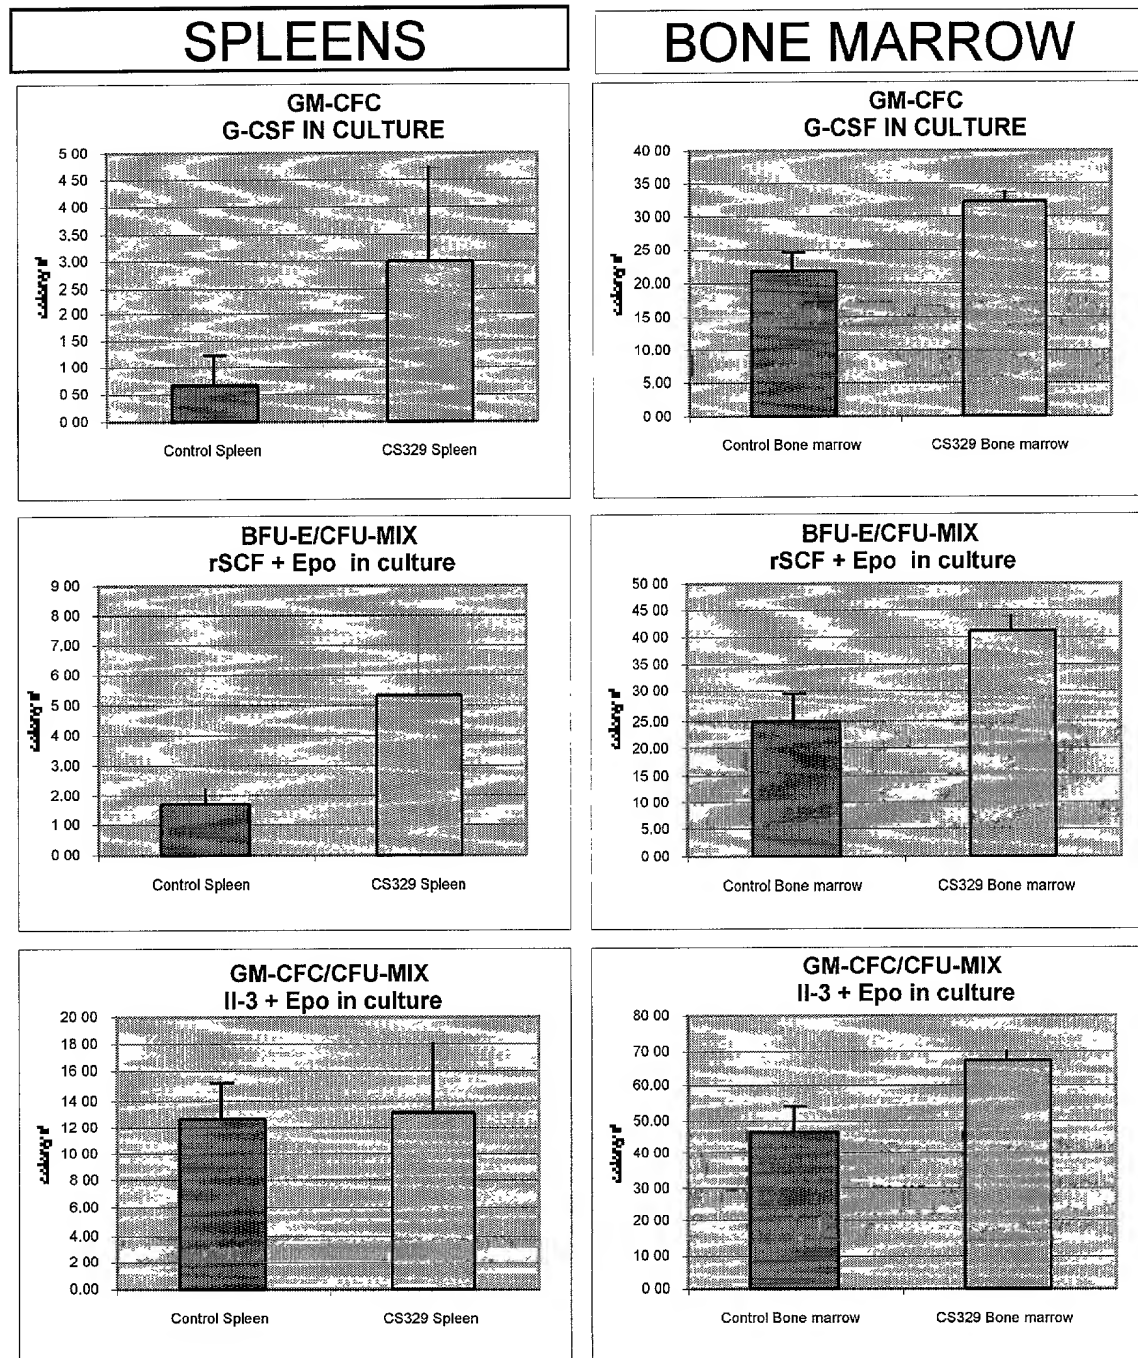 SPLEENS
BONE MARROW
GM-CFC
G-CSF IN CULTURE
5 00
4 50
4 00
3.50
3.00
2 50
2 00
1 50
1 00
0 50
0 00
Control Spleen
CS329 Spleen
GM-CFC
G-CSF IN CULTURE
40 00
35 00
30 00
25 00
20 00
15 00
10 00
5.00
0 00
Control Bone marrow
CS329 Bone marrow
BFU-E/CFU-MIX
rSCF + Epo in culture
9 00
8 00
7 00
6 00
5 00
4 00
3.00
2.00
1 00
0 00
Control Spleen
CS329 Spleen
BFU-E/CFU-MIX
rSCF + Epo in culture
50 00
45 00
40 00
35 00
30 00
25 00
20 00
15 00
10 00
5.00
0 00
Control Bone marrow
CS329 Bone marrow
GM-CFC/CFU-MIX
Il-3 + Epo in culture
20 00
18 00
16 00
14 00
12 00
10 00
8 00
6 00
4.00
2 00
0.00
Control Spleen
CS329 Spleen
GM-CFC/CFU-MIX
Il-3 + Epo in culture
80 00
70 00
60 00
50 00
40 00
30 00
20 00
10 00
0 00
Control Bone marrow
CS329 Bone marrow